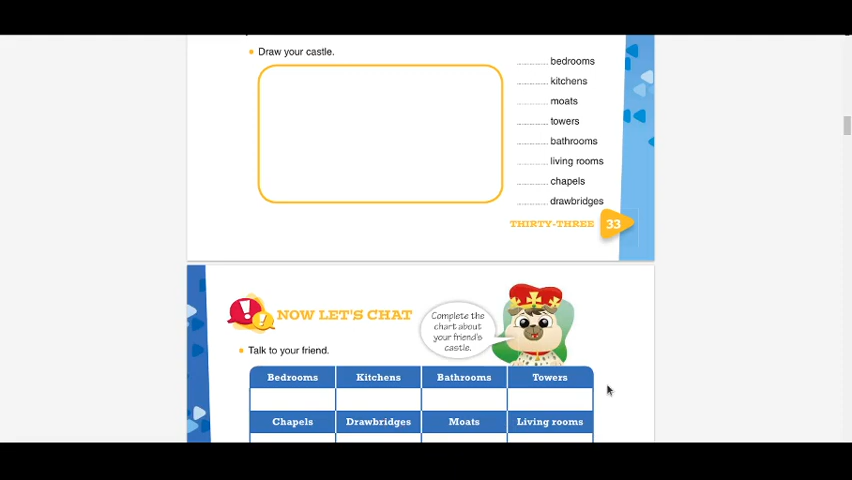 Draw your castle.
............... bedrooms
............... kitchens
............... moats
............... towers
............... bathrooms
............... living rooms
............... chapels
............... drawbridges
THIRTY-THREE 33
NOW LET'S CHAT
Complete the
chart about
your friend's
castle.
Talk to your friend.
Bedrooms Kitchens Bathrooms Towers
Chapels Drawbridges Moats Living rooms